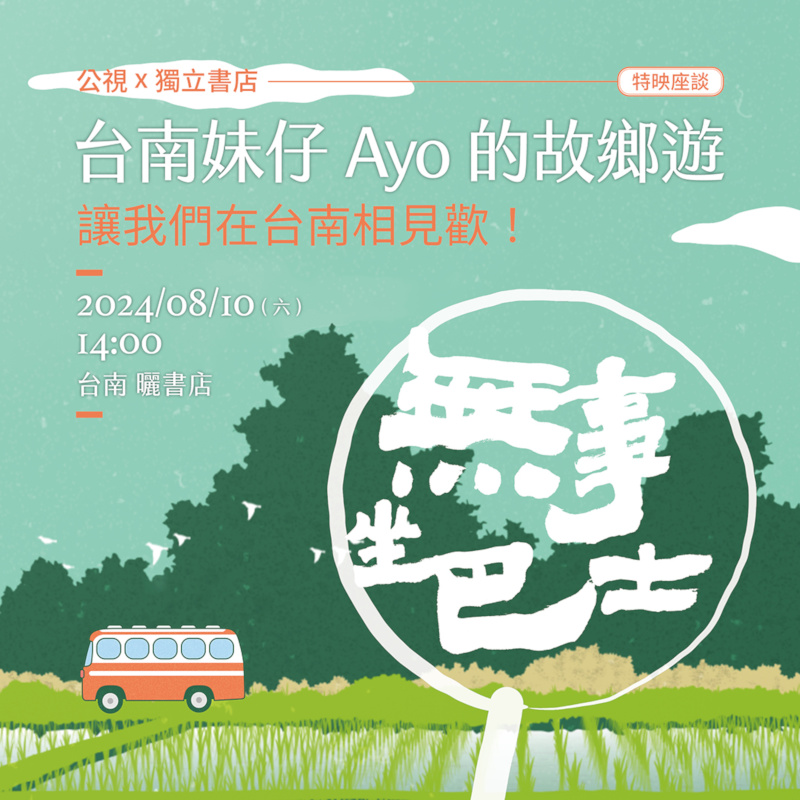 公視 x 獨立書店
特映座談
台南妹仔 Ayo 的故鄉遊
讓我們在台南相見歡！
2024/08/10（六）
14:00
台南 曬書店
無事
坐巴士